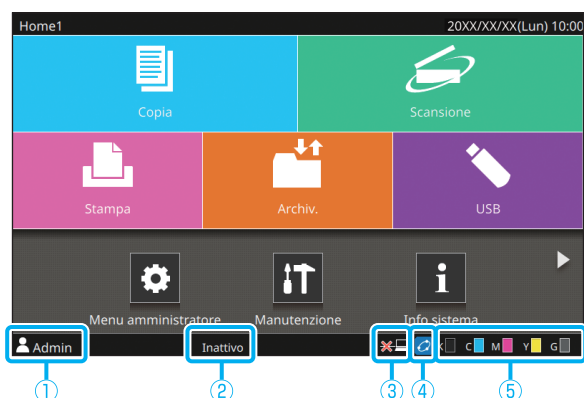 Home1 20XX/XX/XX(Lun) 10:00
Copia Scansione
Stampa Archiv. USB
Menu amministratore Manutenzione Info sistema
Admin Inattivo K C M Y G
① ② ③ ④ ⑤